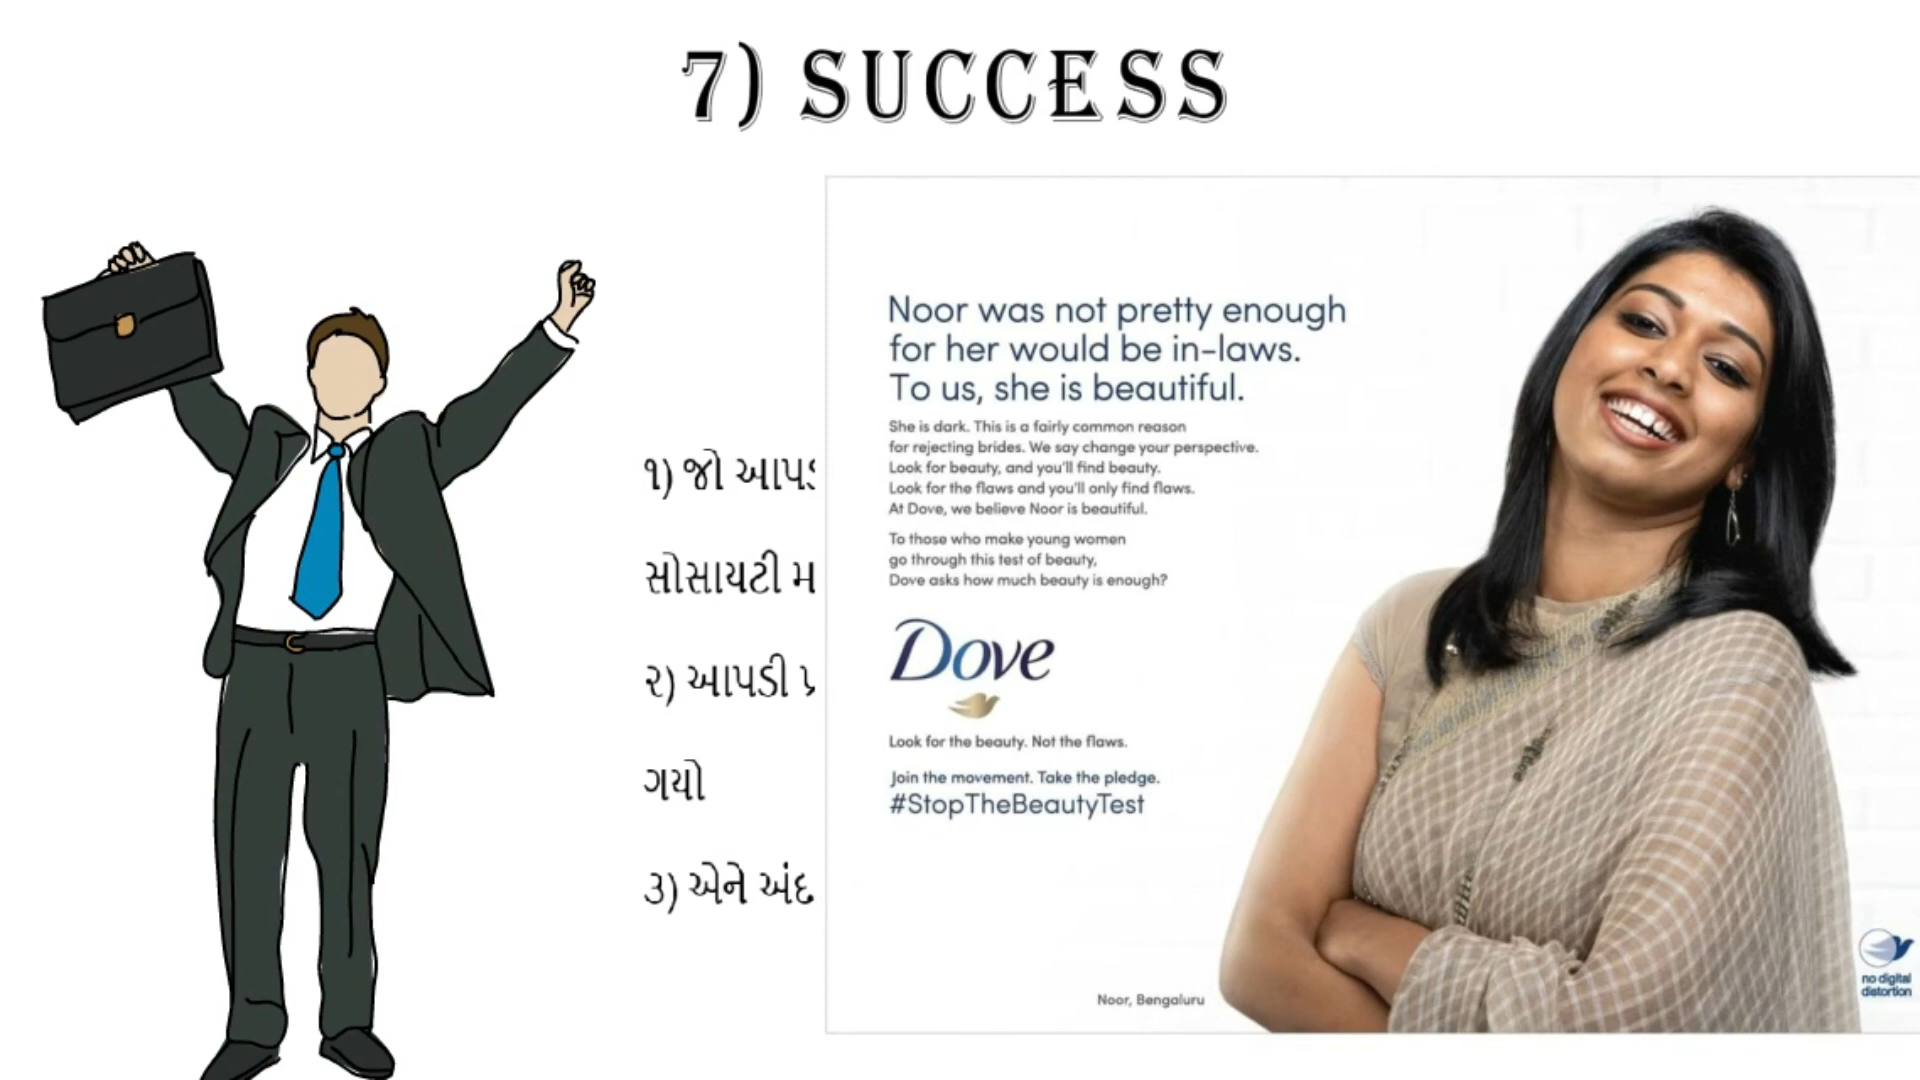 7) SUCCESS
૧) જો
સોસાયટી
૨) આપડી
ગયો
૩) એને
Noor was not pretty enough
for her would be in-laws.
To us, she is beautiful.
She is dark. This is a fairly common reason
for rejecting brides. We say change your perspective.
Look for beauty, and you'll find beauty.
Look for the flaws and you'll only find flaws.
At Dove, we believe Noor is beautiful.
To those who make young women
go through this test of beauty,
Dove asks how much beauty is enough?
Dove
Look for the beauty. Not the flaws.
Join the movement. Take the pledge.
#StopTheBeautyTest
Noor, Bengaluru
no digital
distortion